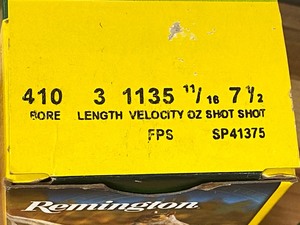 410 3 1135 11/16 7 1/2
BORE LENGTH VELOCITY OZ SHOT SHOT
FPS SP41375
Remington